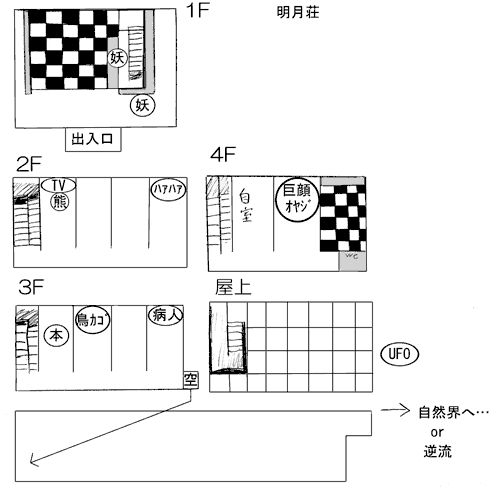 1F
明月荘
妖
妖
出入口
2F
TV
熊
ハァハァ
4F
自室
巨顔
オヤジ
WC
3F
本
鳥カゴ
病人
空
屋上
UFO
自然界へ…
or
逆流